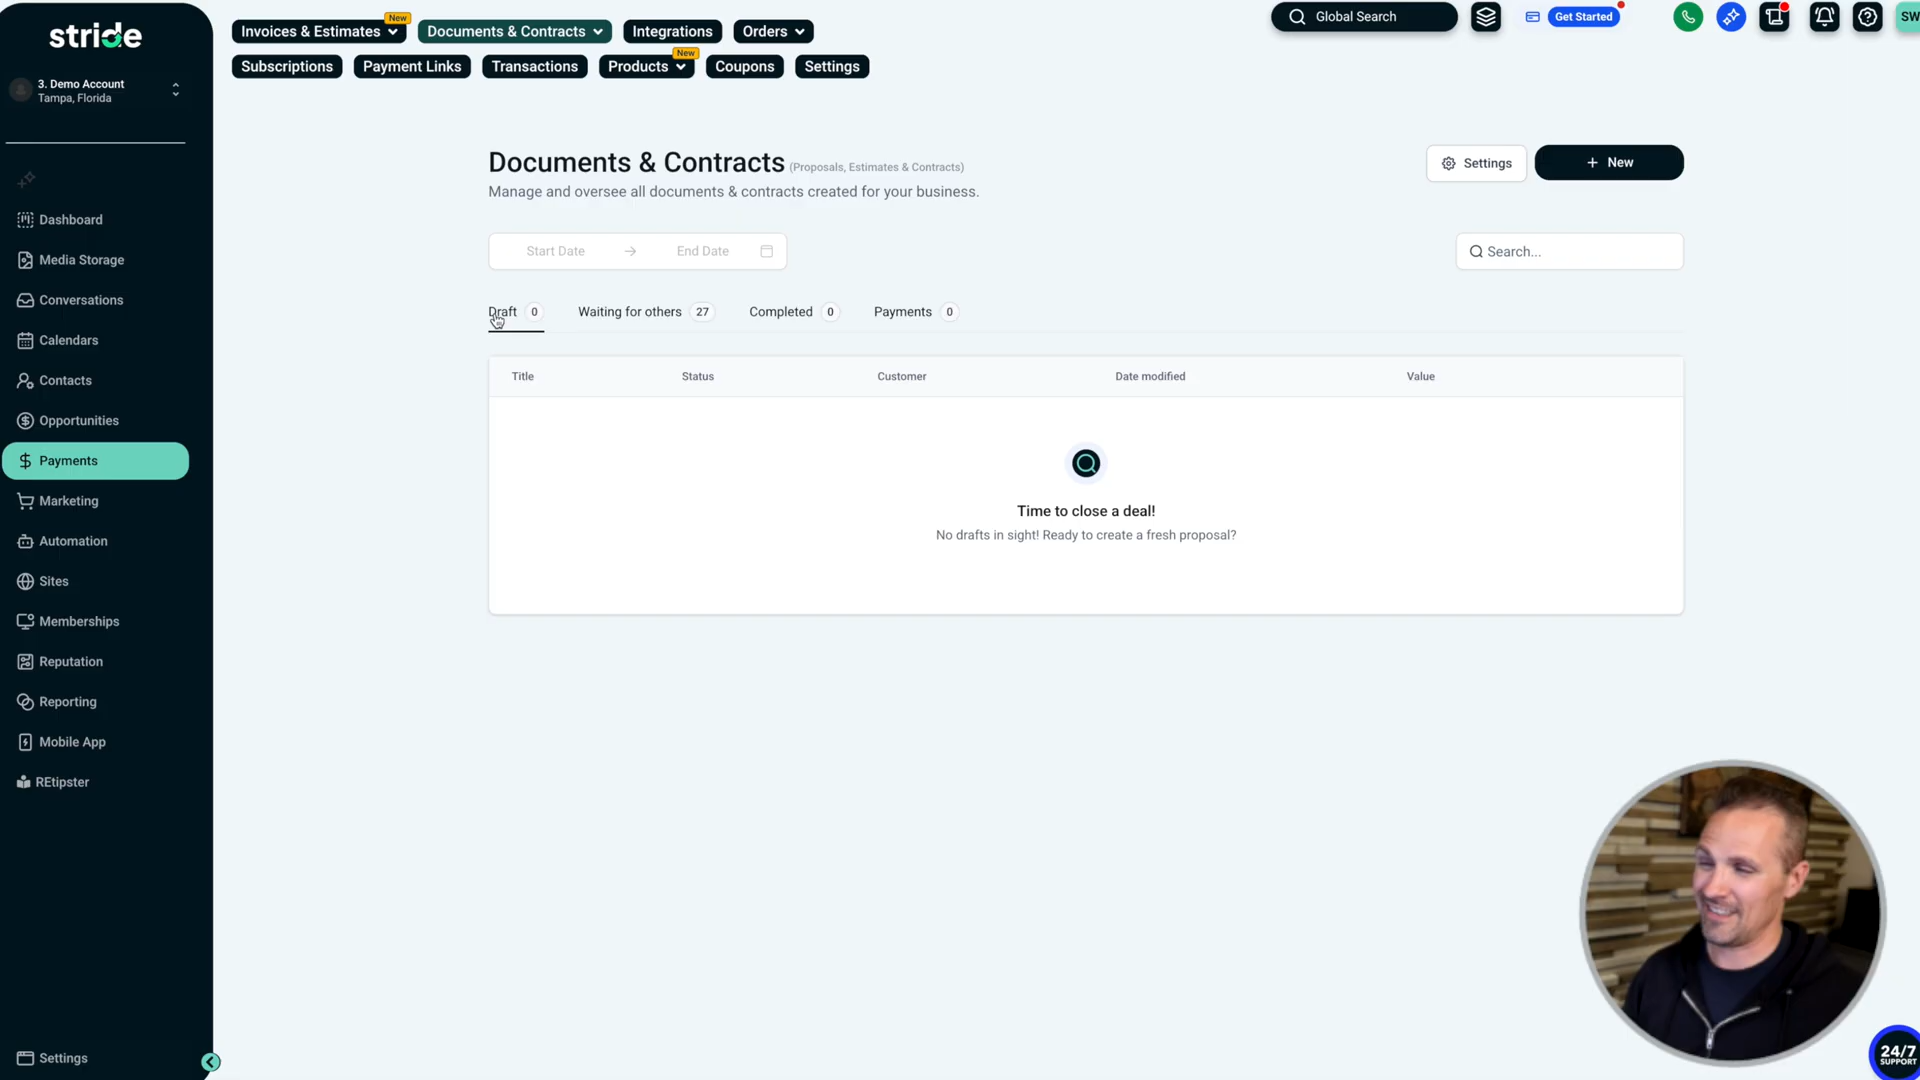 stride
3. Demo Account
Tampa, Florida
Dashboard
Media Storage
Conversations
Calendars
Contacts
Opportunities
Payments
Marketing
Automation
Sites
Memberships
Reputation
Reporting
Mobile App
REtipster
Settings
Invoices & Estimates
New
Documents & Contracts
Integrations
Orders
Global Search
Get Started
SW
Subscriptions
Payment Links
Transactions
Products
New
Coupons
Settings
Documents & Contracts (Proposals, Estimates & Contracts)
Manage and oversee all documents & contracts created for your business.
Settings
+ New
Start Date → End Date
Search...
Draft 0
Waiting for others 27
Completed 0
Payments 0
Title Status Customer Date modified Value
Time to close a deal!
No drafts in sight! Ready to create a fresh proposal?
24/7
SUPPORT